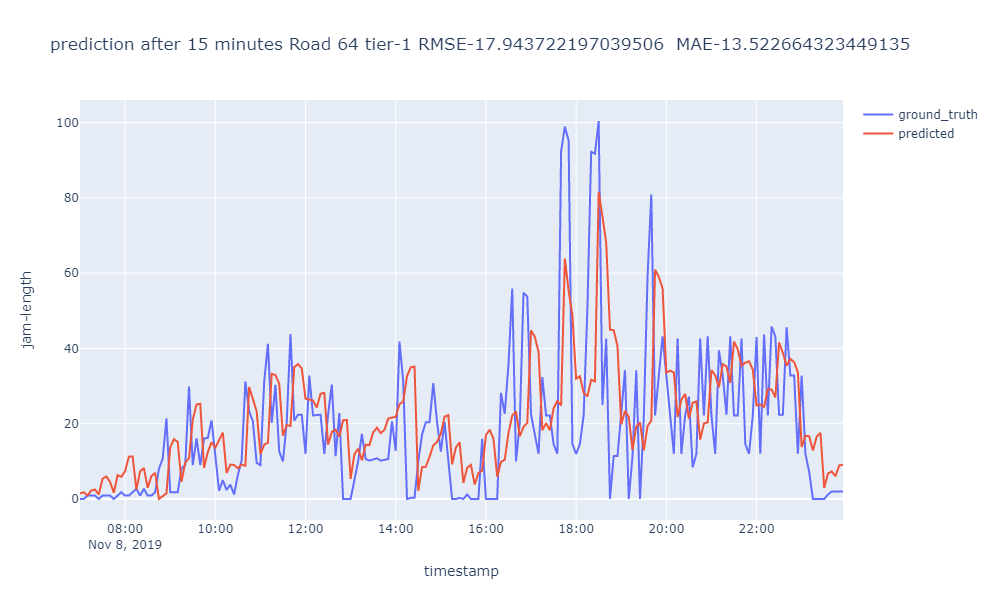 prediction after 15 minutes Road 64 tier-1 RMSE-17.943722197039506  MAE-13.522664323449135
ground_truth
predicted
100
80
60
40
20
0
jam-length
08:00 10:00 12:00 14:00 16:00 18:00 20:00 22:00
Nov 8, 2019
timestamp